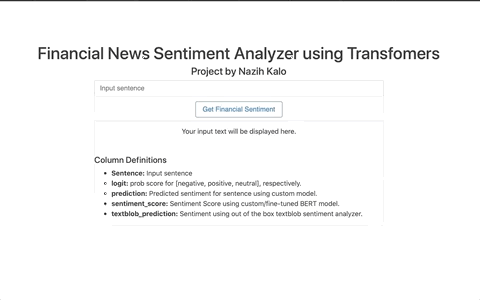 Financial News Sentiment Analyzer using Transfomers
Project by Nazih Kalo
Input sentence
Get Financial Sentiment
Your input text will be displayed here.
Column Definitions
Sentence: Input sentence
logit: prob score for [negative, positive, neutral], respectively.
prediction: Predicted sentiment for sentence using custom model.
sentiment_score: Sentiment Score using custom/fine-tuned BERT model.
textblob_prediction: Sentiment using out of the box textblob sentiment analyzer.